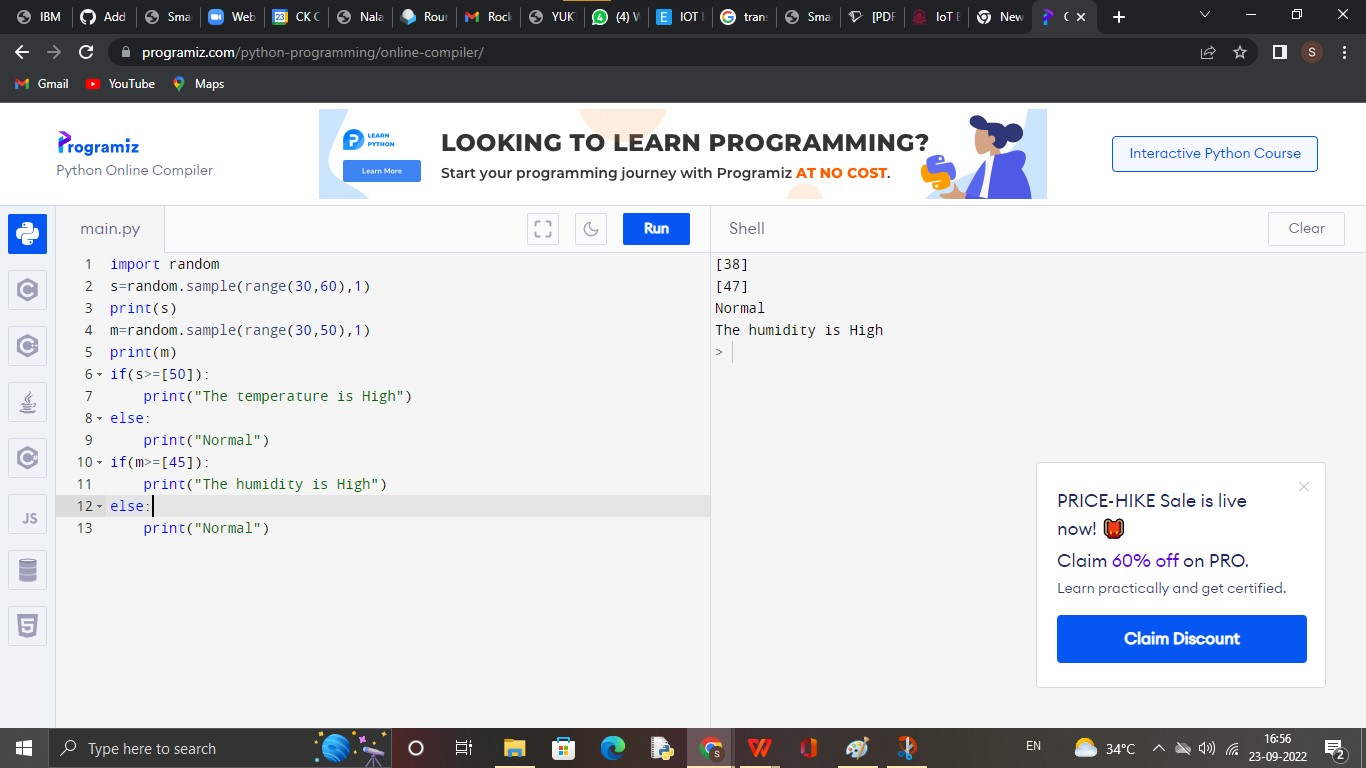 IBM
Add
Sma
Web
23
CK C
Nala
Rour
Rock
YUK
4
(4) W
E
IOT
G
tran
Sma
[PDF
IoT E
New
programiz.com/python-programming/online-compiler/
S
Gmail
YouTube
Maps
Programiz
Python Online Compiler
LEARN
PYTHON
Learn More
LOOKING TO LEARN PROGRAMMING?
Start your programming journey with Programiz AT NO COST.
Interactive Python Course
main.py
Run
Shell
Clear
1 import random
2 s=random.sample(range(30,60),1)
3 print(s)
4 m=random.sample(range(30,50),1)
5 print(m)
6 if(s>=[50]):
7 print("The temperature is High")
8 else:
9 print("Normal")
10 if(m>=[45]):
11 print("The humidity is High")
12 else:
13 print("Normal")
[38]
[47]
Normal
The humidity is High
>
JS
PRICE-HIKE Sale is live
now!
Claim 60% off on PRO.
Learn practically and get certified.
Claim Discount
Type here to search
EN
34°C
16:56
23-09-2022
2